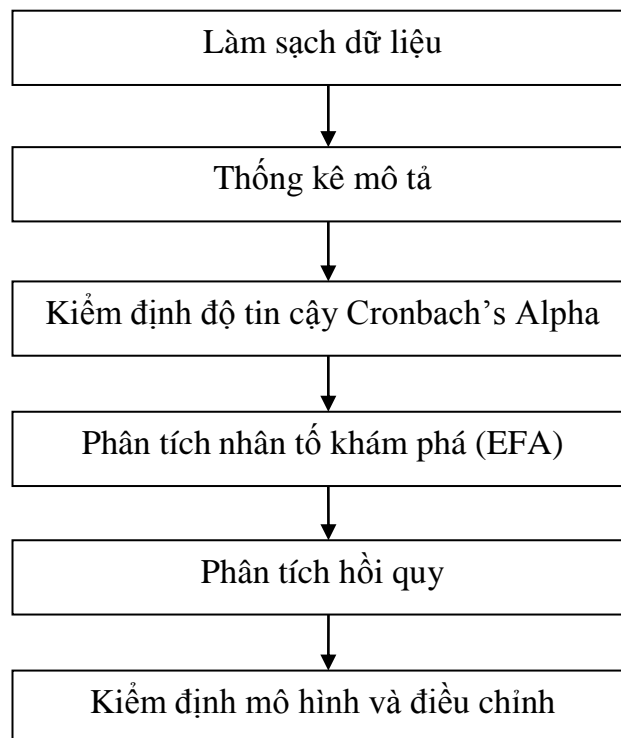 Làm sạch dữ liệu
Thống kê mô tả
Kiểm định độ tin cậy Cronbach’s Alpha
Phân tích nhân tố khám phá (EFA)
Phân tích hồi quy
Kiểm định mô hình và điều chỉnh